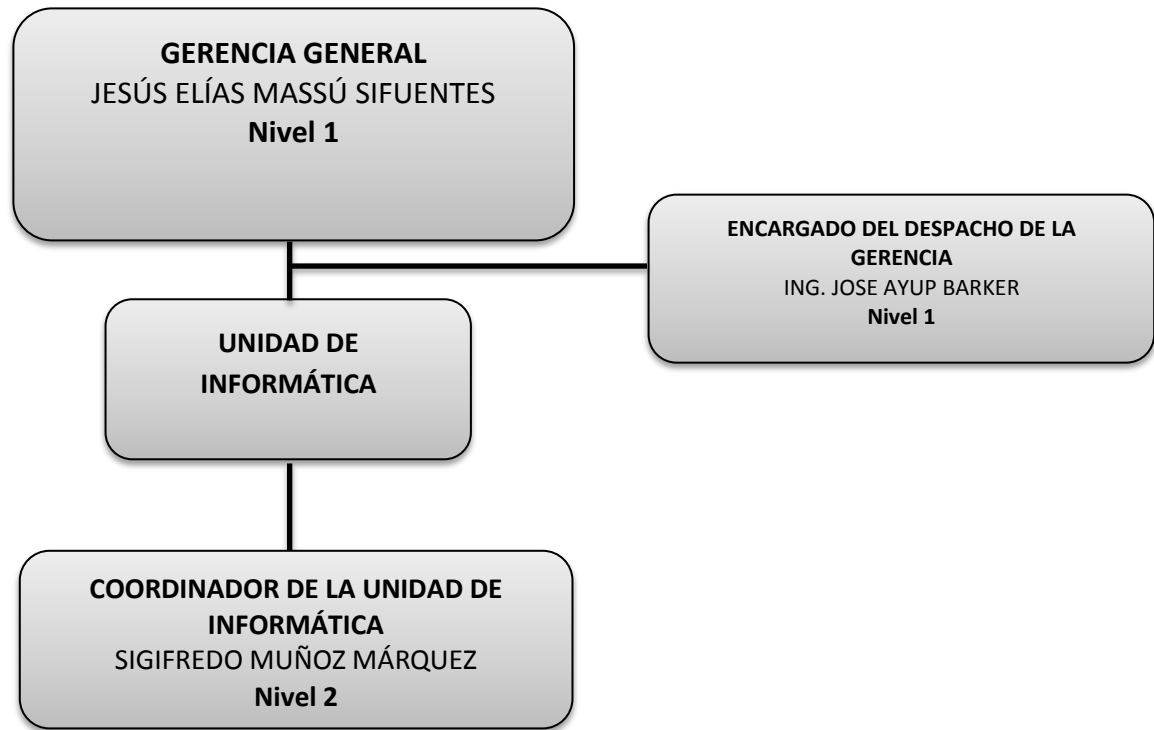 GERENCIA GENERAL
JESÚS ELÍAS MASSÚ SIFUENTES
Nivel 1
ENCARGADO DEL DESPACHO DE LA
GERENCIA
ING. JOSE AYUP BARKER
Nivel 1
UNIDAD DE
INFORMÁTICA
COORDINADOR DE LA UNIDAD DE
INFORMÁTICA
SIGIFREDO MUÑOZ MÁRQUEZ
Nivel 2